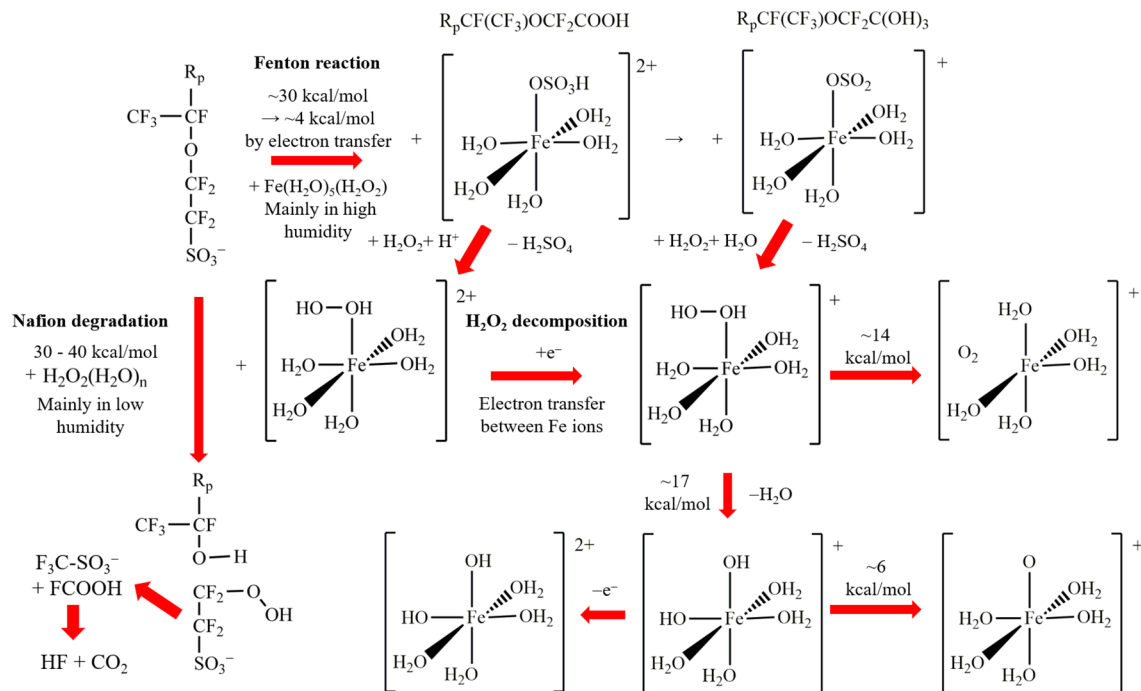 RpCF(CF₃)OCF₂COOH
RpCF(CF₃)OCF₂C(OH)₃
Rp
CF₃
CF
O
CF₂
CF₂
SO₃⁻
Fenton reaction
~30 kcal/mol
→ ~4 kcal/mol
by electron transfer
+ Fe(H₂O)₅(H₂O₂)
Mainly in high
humidity
+
2+
OSO₃H
OH₂
H₂O
Fe
OH₂
H₂O
H₂O
→
+
+
OSO₂
OH₂
H₂O
Fe
OH₂
H₂O
H₂O
+ H₂O₂+ H⁺
– H₂SO₄
+ H₂O₂+ H₂O
– H₂SO₄
Nafion degradation
30 - 40 kcal/mol
+ H₂O₂(H₂O)n
Mainly in low
humidity
+
2+
HO
OH
OH₂
H₂O
Fe
OH₂
H₂O
H₂O
H₂O₂ decomposition
+e⁻
Electron transfer
between Fe ions
+
HO
OH
OH₂
H₂O
Fe
OH₂
H₂O
H₂O
~14
kcal/mol
+
O₂
H₂O
OH₂
Fe
OH₂
H₂O
H₂O
~17
kcal/mol
–H₂O
Rp
CF₃
CF
O
H
CF₂
O
OH
CF₂
SO₃⁻
F₃C-SO₃⁻
+ FCOOH
HF + CO₂
2+
OH
OH₂
HO
Fe
OH₂
H₂O
H₂O
–e⁻
+
OH
OH₂
HO
Fe
OH₂
H₂O
H₂O
~6
kcal/mol
+
O
OH₂
H₂O
Fe
OH₂
H₂O
H₂O